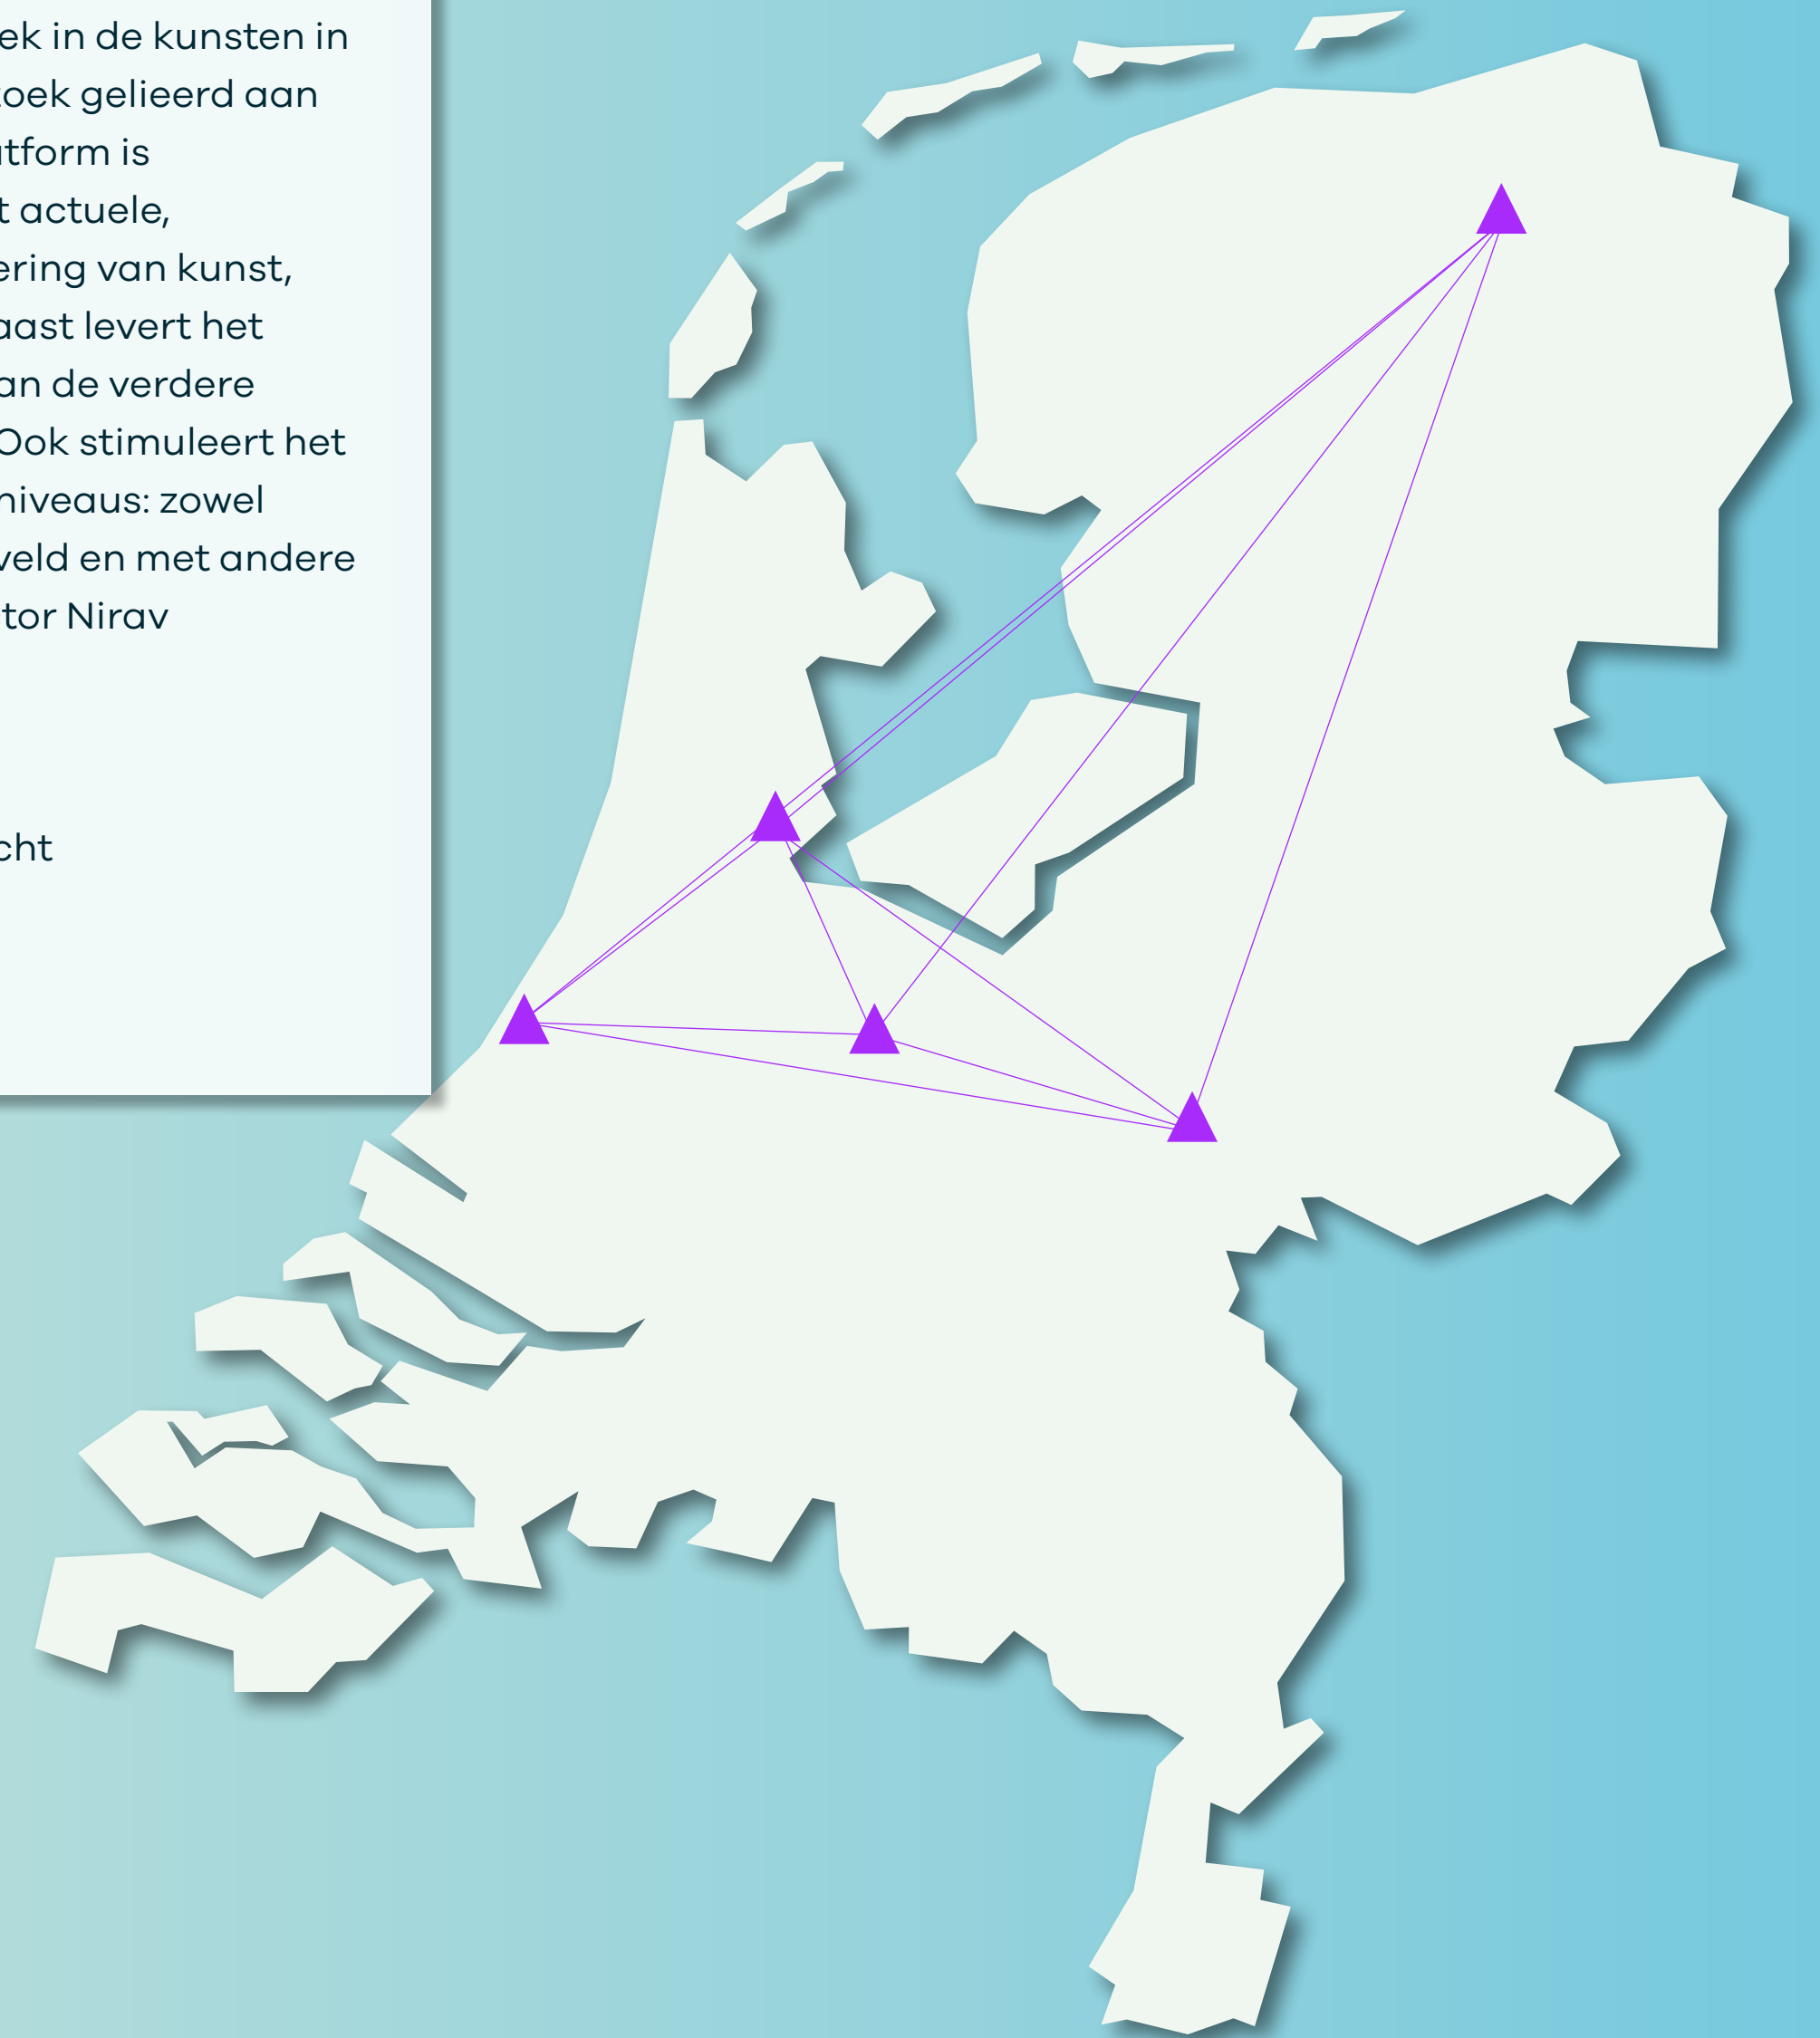 ek in de kunsten in
oek gelieerd aan
tform is
t actuele,
ering van kunst,
aast levert het
an de verdere
Ook stimuleert het
niveaus: zowel
veld en met andere
tor Nirav
cht